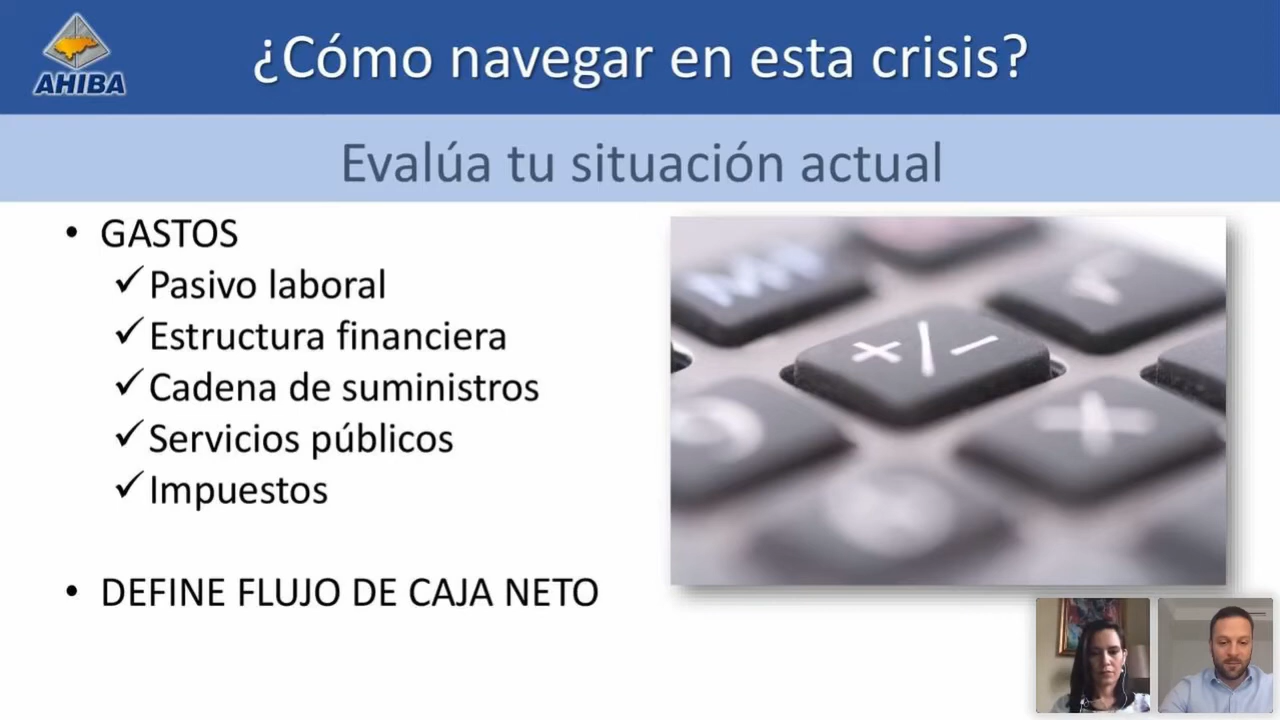 AHIBA
¿Cómo navegar en esta crisis?
Evalúa tu situación actual
• GASTOS
✓Pasivo laboral
✓Estructura financiera
✓Cadena de suministros
✓Servicios públicos
✓Impuestos
+/−
×
• DEFINE FLUJO DE CAJA NETO